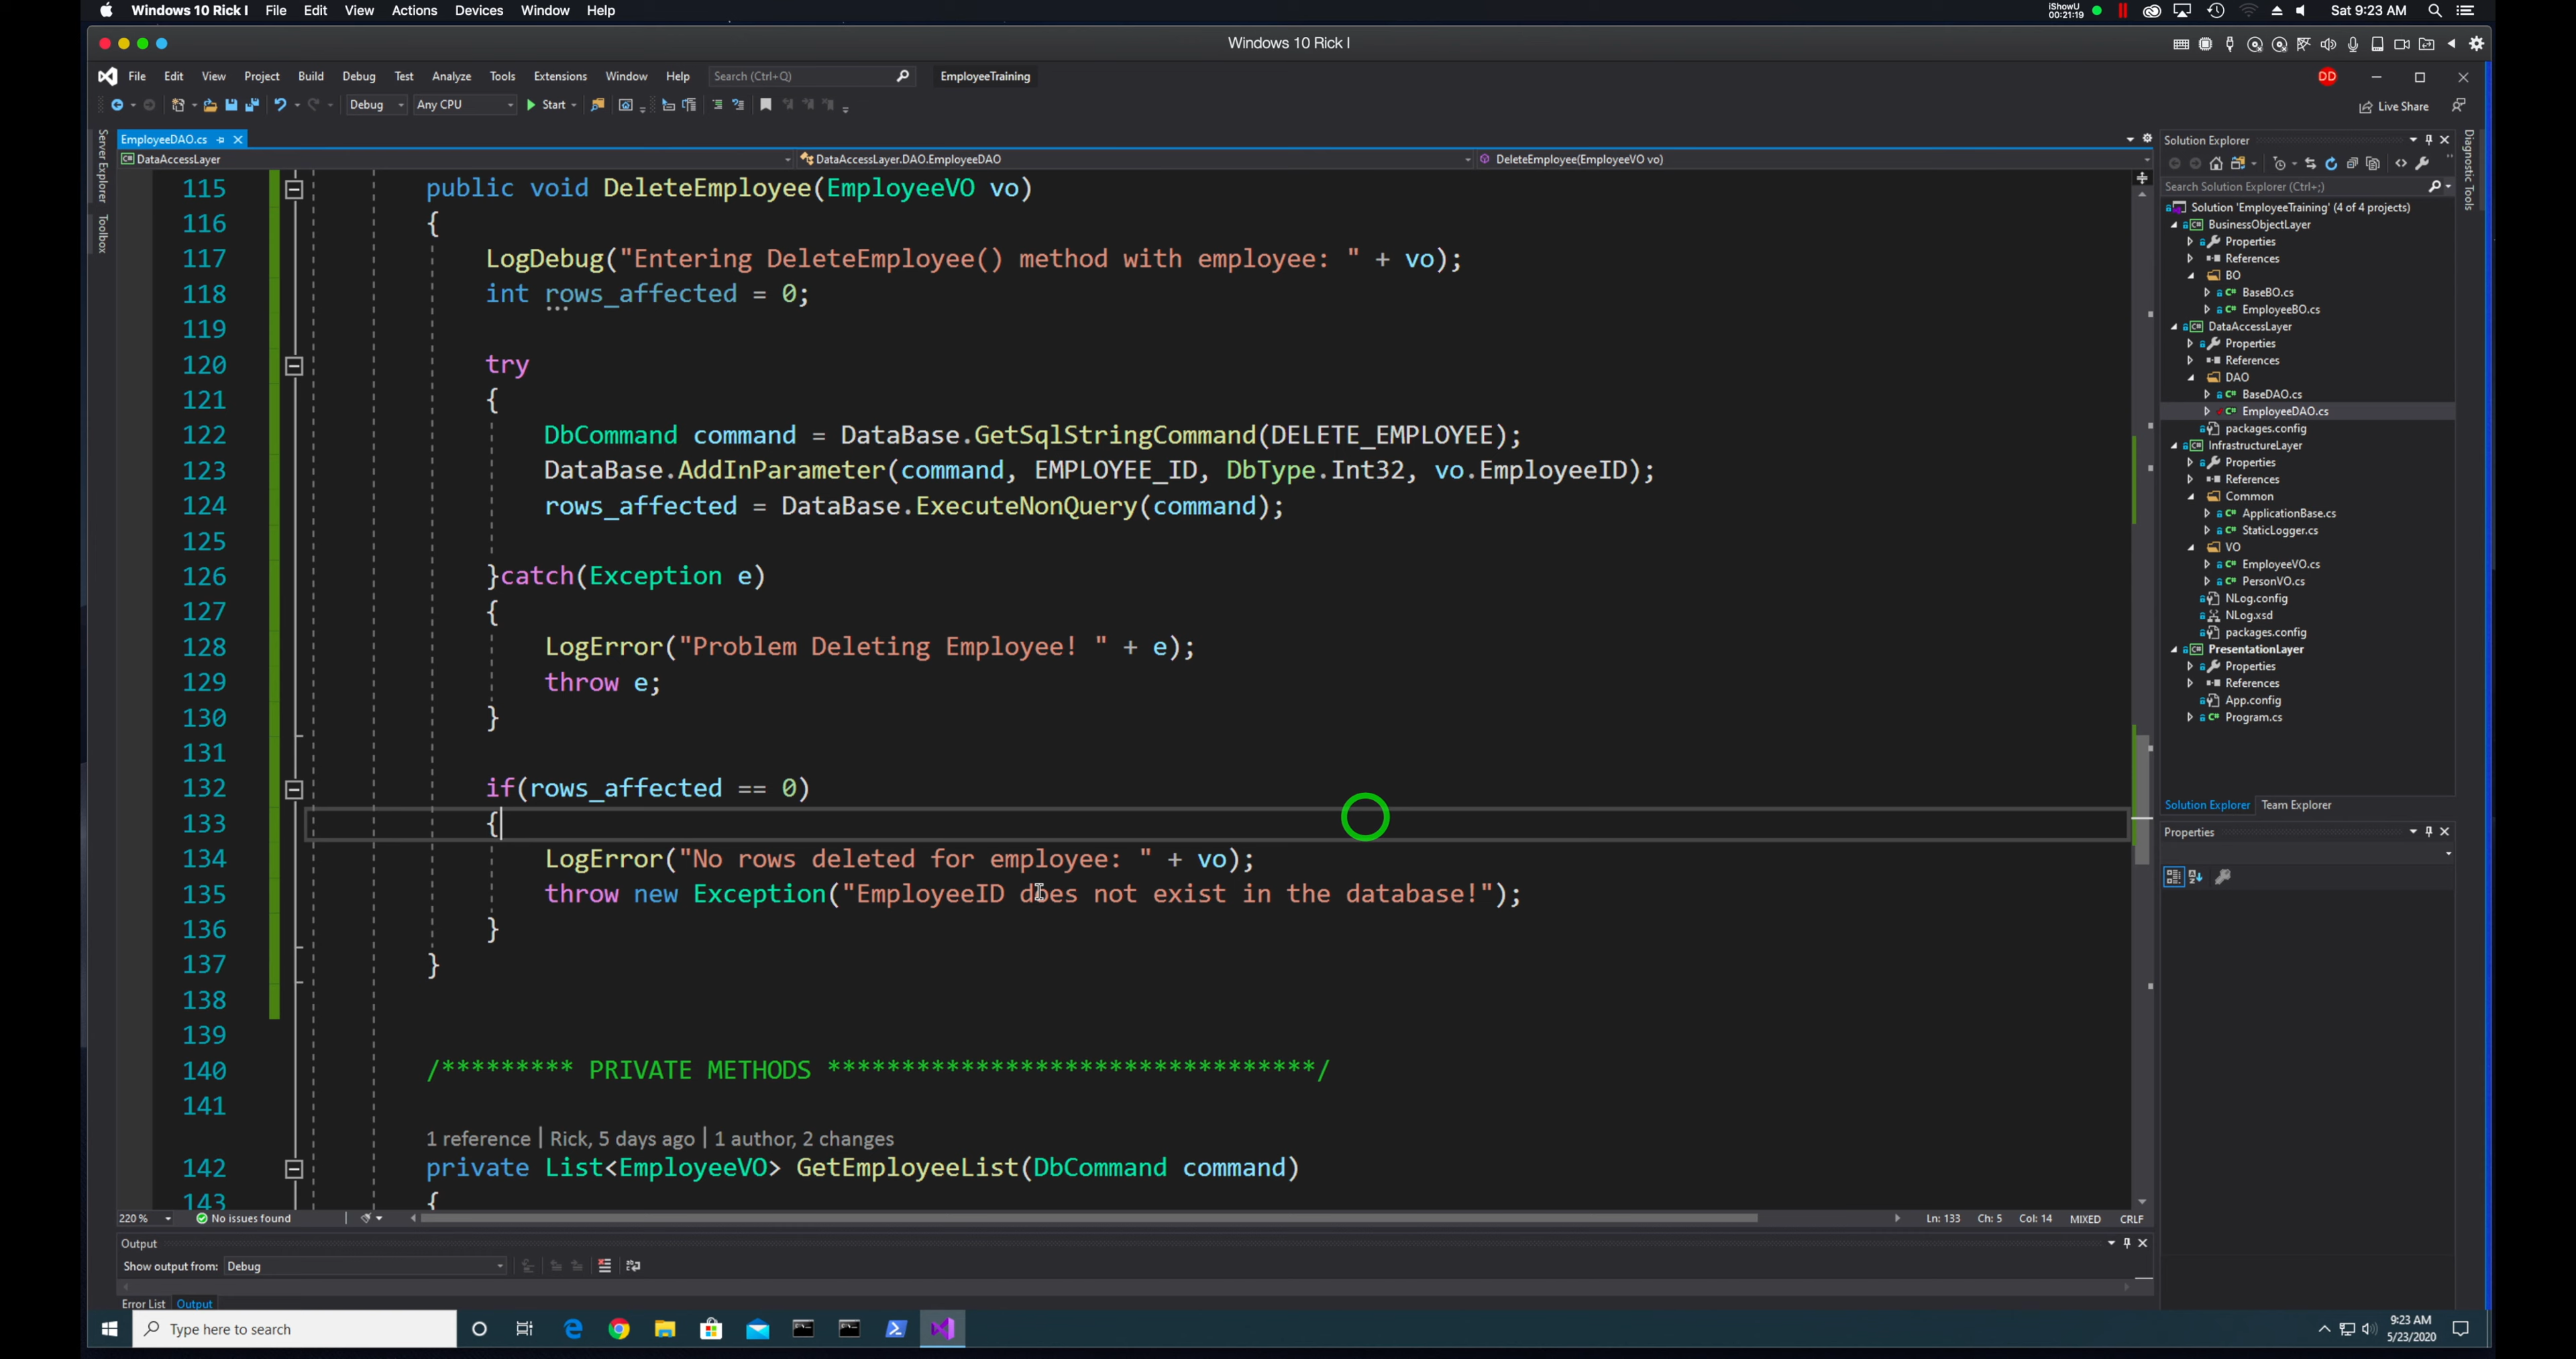 Windows 10 Rick I File Edit View Actions Devices Window Help
iShowU
00:21:19
Sat 9:23 AM
Windows 10 Rick I
File Edit View Project Build Debug Test Analyze Tools Extensions Window Help Search (Ctrl+Q) EmployeeTraining
DD
Debug Any CPU Start
Live Share
Server Explorer
Toolbox
EmployeeDAO.cs
DataAccessLayer DataAccessLayer.DAO.EmployeeDAO DeleteEmployee(EmployeeVO vo)
115 public void DeleteEmployee(EmployeeVO vo)
116 {
117 LogDebug("Entering DeleteEmployee() method with employee: " + vo);
118 int rows_affected = 0;
119
120 try
121 {
122 DbCommand command = DataBase.GetSqlStringCommand(DELETE_EMPLOYEE);
123 DataBase.AddInParameter(command, EMPLOYEE_ID, DbType.Int32, vo.EmployeeID);
124 rows_affected = DataBase.ExecuteNonQuery(command);
125
126 }catch(Exception e)
127 {
128 LogError("Problem Deleting Employee! " + e);
129 throw e;
130 }
131
132 if(rows_affected == 0)
133 {
134 LogError("No rows deleted for employee: " + vo);
135 throw new Exception("EmployeeID does not exist in the database!");
136 }
137 }
138
139
140 /********* PRIVATE METHODS *********************************/
141
1 reference | Rick, 5 days ago | 1 author, 2 changes
142 private List<EmployeeVO> GetEmployeeList(DbCommand command)
143 {
220 % No issues found Ln: 133 Ch: 5 Col: 14 MIXED CRLF
Output
Show output from: Debug
Error List Output
Solution Explorer
Search Solution Explorer (Ctrl+;)
Solution 'EmployeeTraining' (4 of 4 projects)
BusinessObjectLayer
Properties
References
BO
BaseBO.cs
EmployeeBO.cs
DataAccessLayer
Properties
References
DAO
BaseDAO.cs
EmployeeDAO.cs
packages.config
InfrastructureLayer
Properties
References
Common
ApplicationBase.cs
StaticLogger.cs
VO
EmployeeVO.cs
PersonVO.cs
NLog.config
NLog.xsd
packages.config
PresentationLayer
Properties
References
App.config
Program.cs
Solution Explorer Team Explorer
Properties
Diagnostic Tools
Type here to search
9:23 AM
5/23/2020